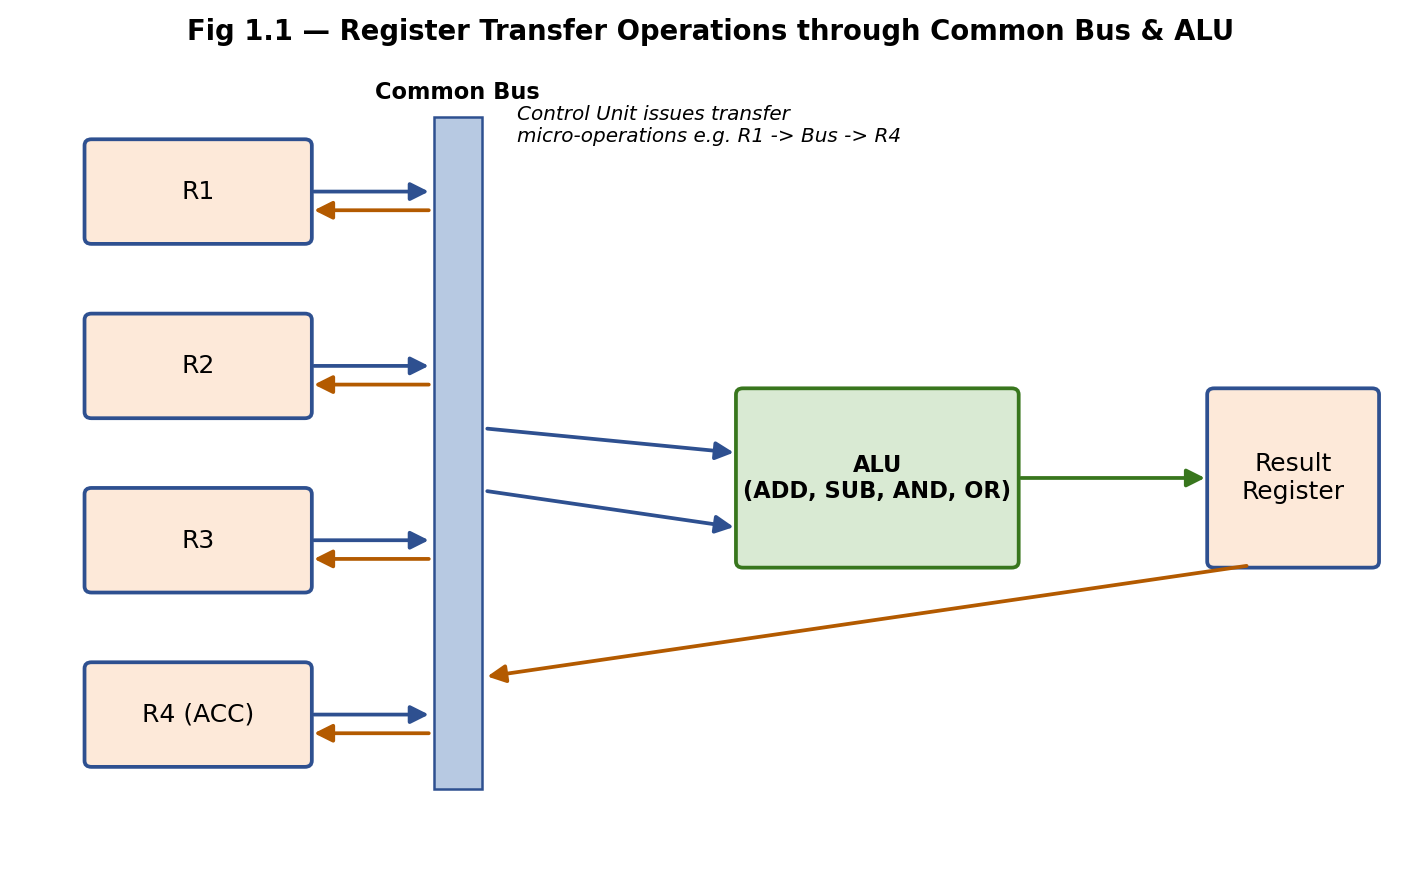 Fig 1.1 — Register Transfer Operations through Common Bus & ALU
Common Bus
Control Unit issues transfer
micro-operations e.g. R1 -> Bus -> R4
R1
R2
R3
R4 (ACC)
ALU
(ADD, SUB, AND, OR)
Result
Register